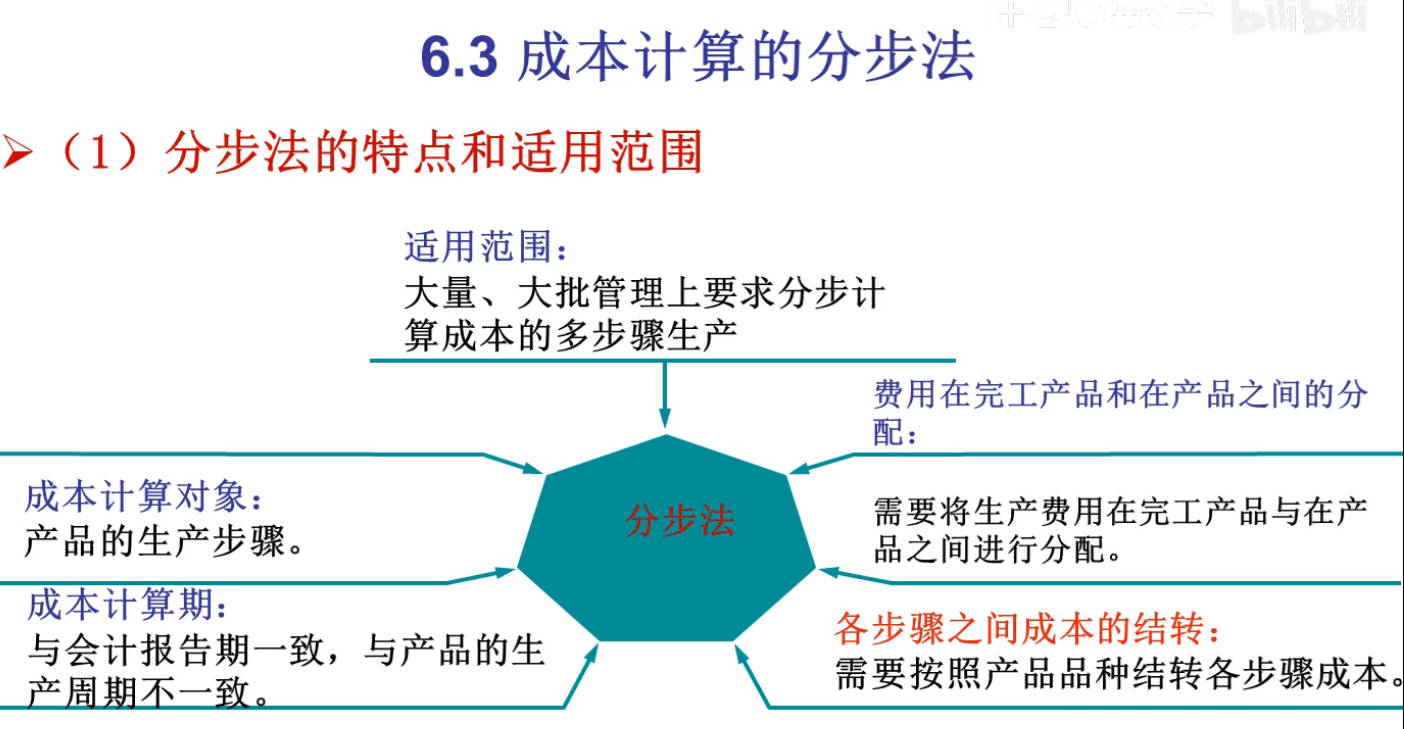 bilibili
6.3 成本计算的分步法
（1）分步法的特点和适用范围
适用范围：
大量、大批管理上要求分步计
算成本的多步骤生产
费用在完工产品和在产品之间的分
配：
需要将生产费用在完工产品与在产
品之间进行分配。
成本计算对象：
产品的生产步骤。
分步法
成本计算期：
与会计报告期一致，与产品的生
产周期不一致。
各步骤之间成本的结转：
需要按照产品品种结转各步骤成本。